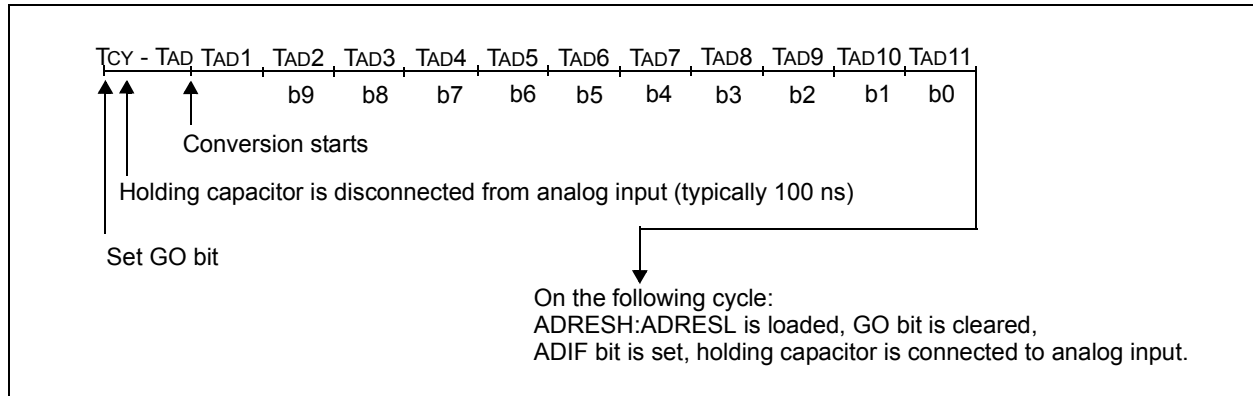 TCY - TAD TAD1 TAD2 TAD3 TAD4 TAD5 TAD6 TAD7 TAD8 TAD9 TAD10 TAD11
b9 b8 b7 b6 b5 b4 b3 b2 b1 b0
Conversion starts
Holding capacitor is disconnected from analog input (typically 100 ns)
Set GO bit
On the following cycle:
ADRESH:ADRESL is loaded, GO bit is cleared,
ADIF bit is set, holding capacitor is connected to analog input.